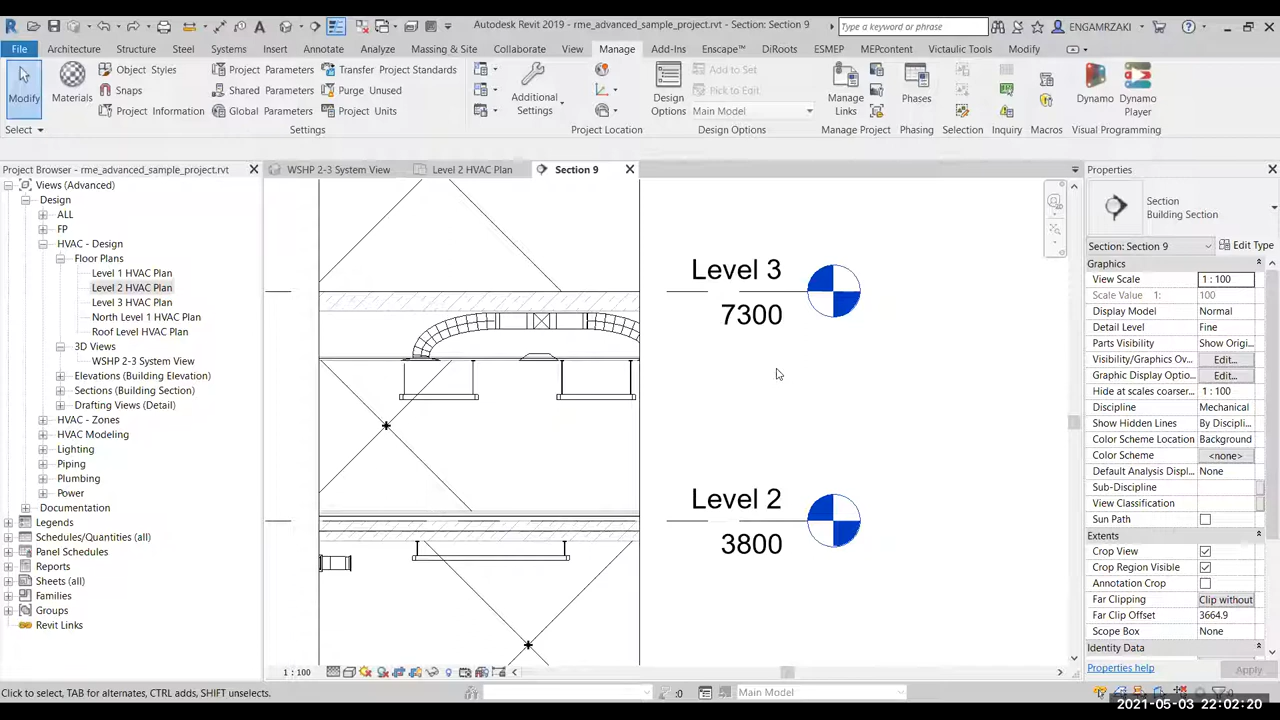 Autodesk Revit 2019 - rme_advanced_sample_project.rvt - Section: Section 9
Type a keyword or phrase
ENGAMRZAKI
File Architecture Structure Steel Systems Insert Annotate Analyze Massing & Site Collaborate View Manage Add-Ins Enscape™ DiRoots ESMEP MEPcontent Victaulic Tools Modify
Modify
Materials
Object Styles
Snaps
Project Information
Project Parameters
Shared Parameters
Global Parameters
Transfer Project Standards
Purge Unused
Project Units
Additional
Settings
Design
Options
Add to Set
Pick to Edit
Main Model
Manage
Links
Phases
Dynamo
Dynamo
Player
Select
Settings
Project Location
Design Options
Manage Project
Phasing
Selection
Inquiry
Macros
Visual Programming
Project Browser - rme_advanced_sample_project.rvt
WSHP 2-3 System View
Level 2 HVAC Plan
Section 9
Properties
Views (Advanced)
Design
ALL
FP
HVAC - Design
Floor Plans
Level 1 HVAC Plan
Level 2 HVAC Plan
Level 3 HVAC Plan
North Level 1 HVAC Plan
Roof Level HVAC Plan
3D Views
WSHP 2-3 System View
Elevations (Building Elevation)
Sections (Building Section)
Drafting Views (Detail)
HVAC - Zones
HVAC Modeling
Lighting
Piping
Plumbing
Power
Documentation
Legends
Schedules/Quantities (all)
Panel Schedules
Reports
Sheets (all)
Families
Groups
Revit Links
Level 3
7300
Level 2
3800
Section
Building Section
Section: Section 9
Edit Type
Graphics
View Scale 1 : 100
Scale Value 1: 100
Display Model Normal
Detail Level Fine
Parts Visibility Show Origi...
Visibility/Graphics Ov... Edit...
Graphic Display Optio... Edit...
Hide at scales coarser... 1 : 100
Discipline Mechanical
Show Hidden Lines By Discipli...
Color Scheme Location Background
Color Scheme <none>
Default Analysis Displ... None
Sub-Discipline
View Classification
Sun Path
Extents
Crop View
Crop Region Visible
Annotation Crop
Far Clipping Clip without
Far Clip Offset 3664.9
Scope Box None
Identity Data
Properties help
Apply
1 : 100
Click to select, TAB for alternates, CTRL adds, SHIFT unselects.
:0
Main Model
2021-05-03 22:02:20